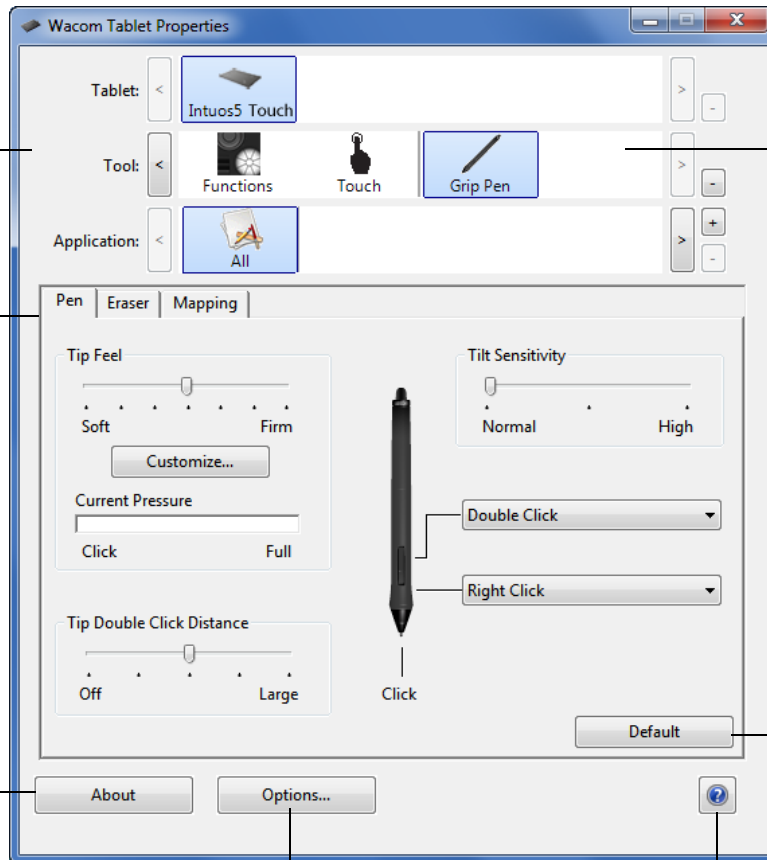 Wacom Tablet Properties
Tablet: < Intuos5 Touch > -
Tool: < Functions Touch Grip Pen > -
Application: < All > + -
Pen Eraser Mapping
Tip Feel Tilt Sensitivity
Soft Firm Normal High
Customize...
Current Pressure
Double Click
Click Full
Right Click
Tip Double Click Distance
Off Large Click
Default
About Options... ?